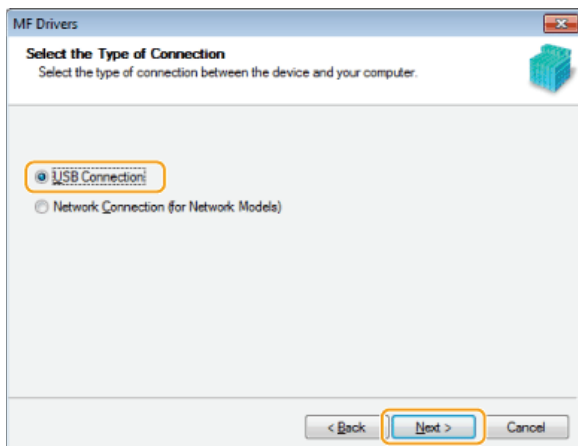 MF Drivers
Select the Type of Connection
Select the type of connection between the device and your computer.
USB Connection
Network Connection (for Network Models)
< Back
Next >
Cancel